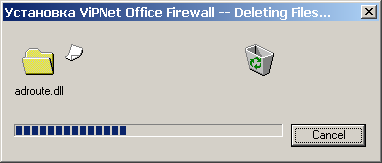 Установка ViPNet Office Firewall -- Deleting Files...
adroute.dll
Cancel